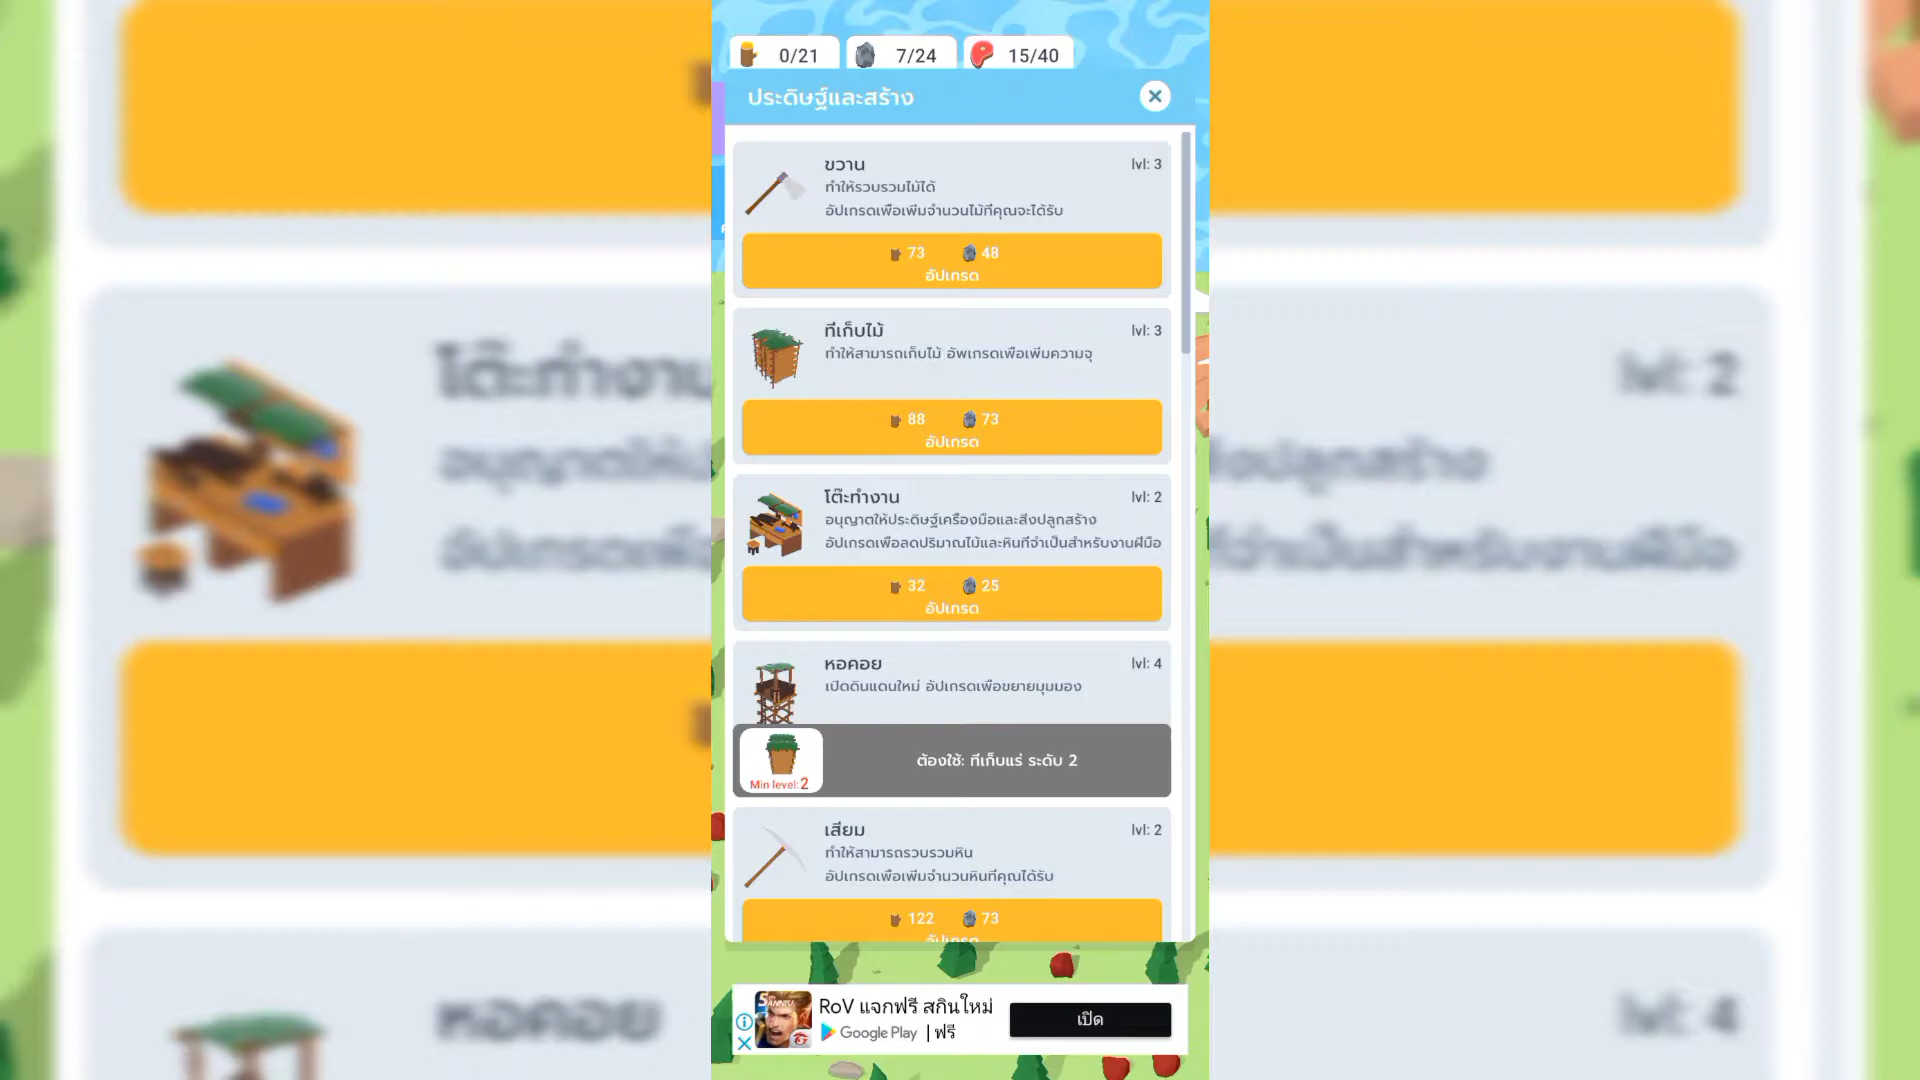 0/21
7/24
15/40
ประดิษฐ์และสร้าง
ขวาน
lvl: 3
ทำให้รวบรวมไม้ได้
อัปเกรดเพื่อเพิ่มจำนวนไม้ที่คุณจะได้รับ
73
48
อัปเกรด
ที่เก็บไม้
lvl: 3
ทำให้สามารถเก็บไม้ อัพเกรดเพื่อเพิ่มความจุ
88
73
อัปเกรด
โต๊ะทำงาน
lvl: 2
อนุญาตให้ประดิษฐ์เครื่องมือและสิ่งปลูกสร้าง
อัปเกรดเพื่อลดปริมาณไม้และหินที่จำเป็นสำหรับงานฝีมือ
32
25
อัปเกรด
หอคอย
lvl: 4
เปิดดินแดนใหม่ อัปเกรดเพื่อขยายมุมมอง
Min level: 2
ต้องใช้: ที่เก็บแร่ ระดับ 2
เสียม
lvl: 2
ทำให้สามารถรวบรวมหิน
อัปเกรดเพื่อเพิ่มจำนวนหินที่คุณได้รับ
122
73
อัปเกรด
RoV แจกฟรี สกินใหม่
Google Play | ฟรี
เปิด